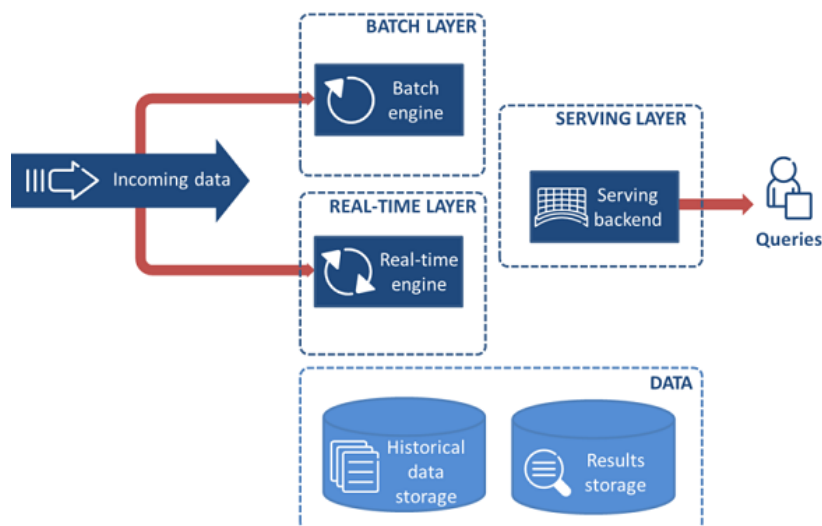 BATCH LAYER
Batch
engine
Incoming data
REAL-TIME LAYER
Real-time
engine
SERVING LAYER
Serving
backend
Queries
DATA
Historical
data
storage
Results
storage